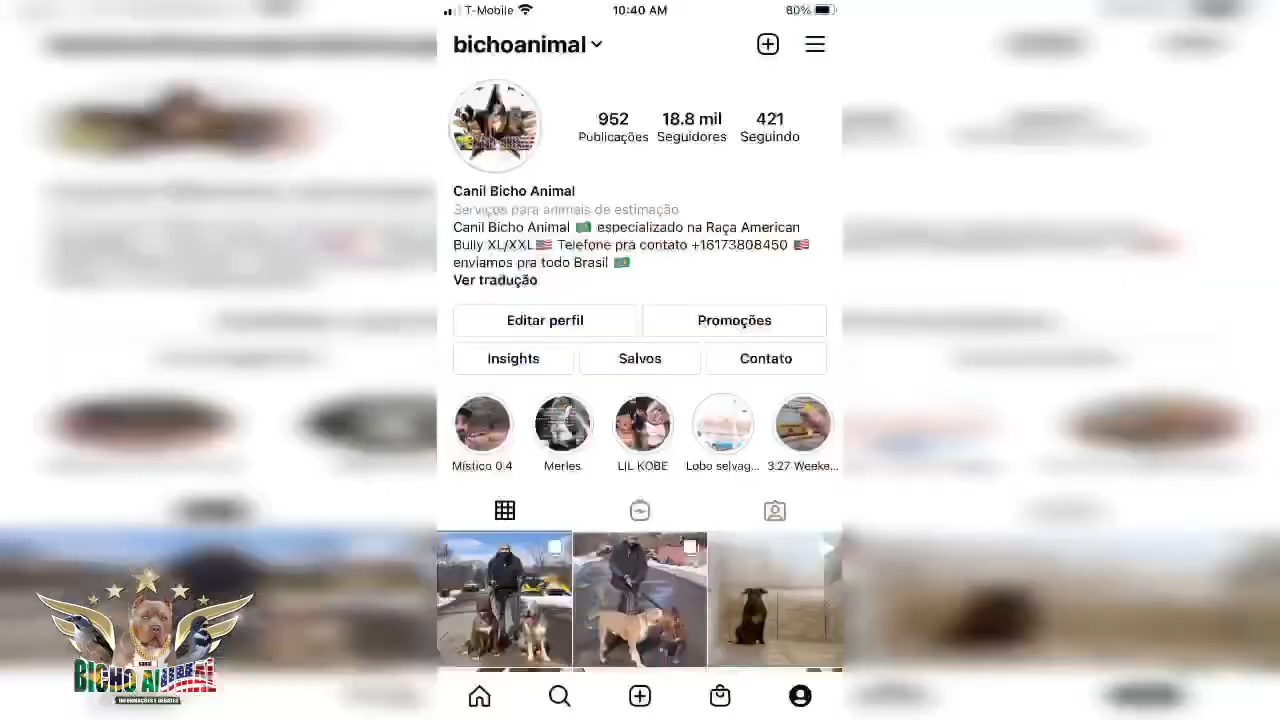 T-Mobile 10:40 AM 80%
bichoanimal
952 18.8 mil 421
Publicações Seguidores Seguindo
Canil Bicho Animal
Serviços para animais de estimação
Canil Bicho Animal 🇧🇷 especializado na Raça American
Bully XL/XXL🇺🇸 Telefone pra contato +16173808450 🇺🇸
enviamos pra todo Brasil 🇧🇷
Ver tradução
Editar perfil Promoções
Insights Salvos Contato
Místico 0.4 Merles LIL KOBE Lobo selvag... 3.27 Weeke...
canal
BICHO ANIMAL
INFORMAÇÕES E DEBATES